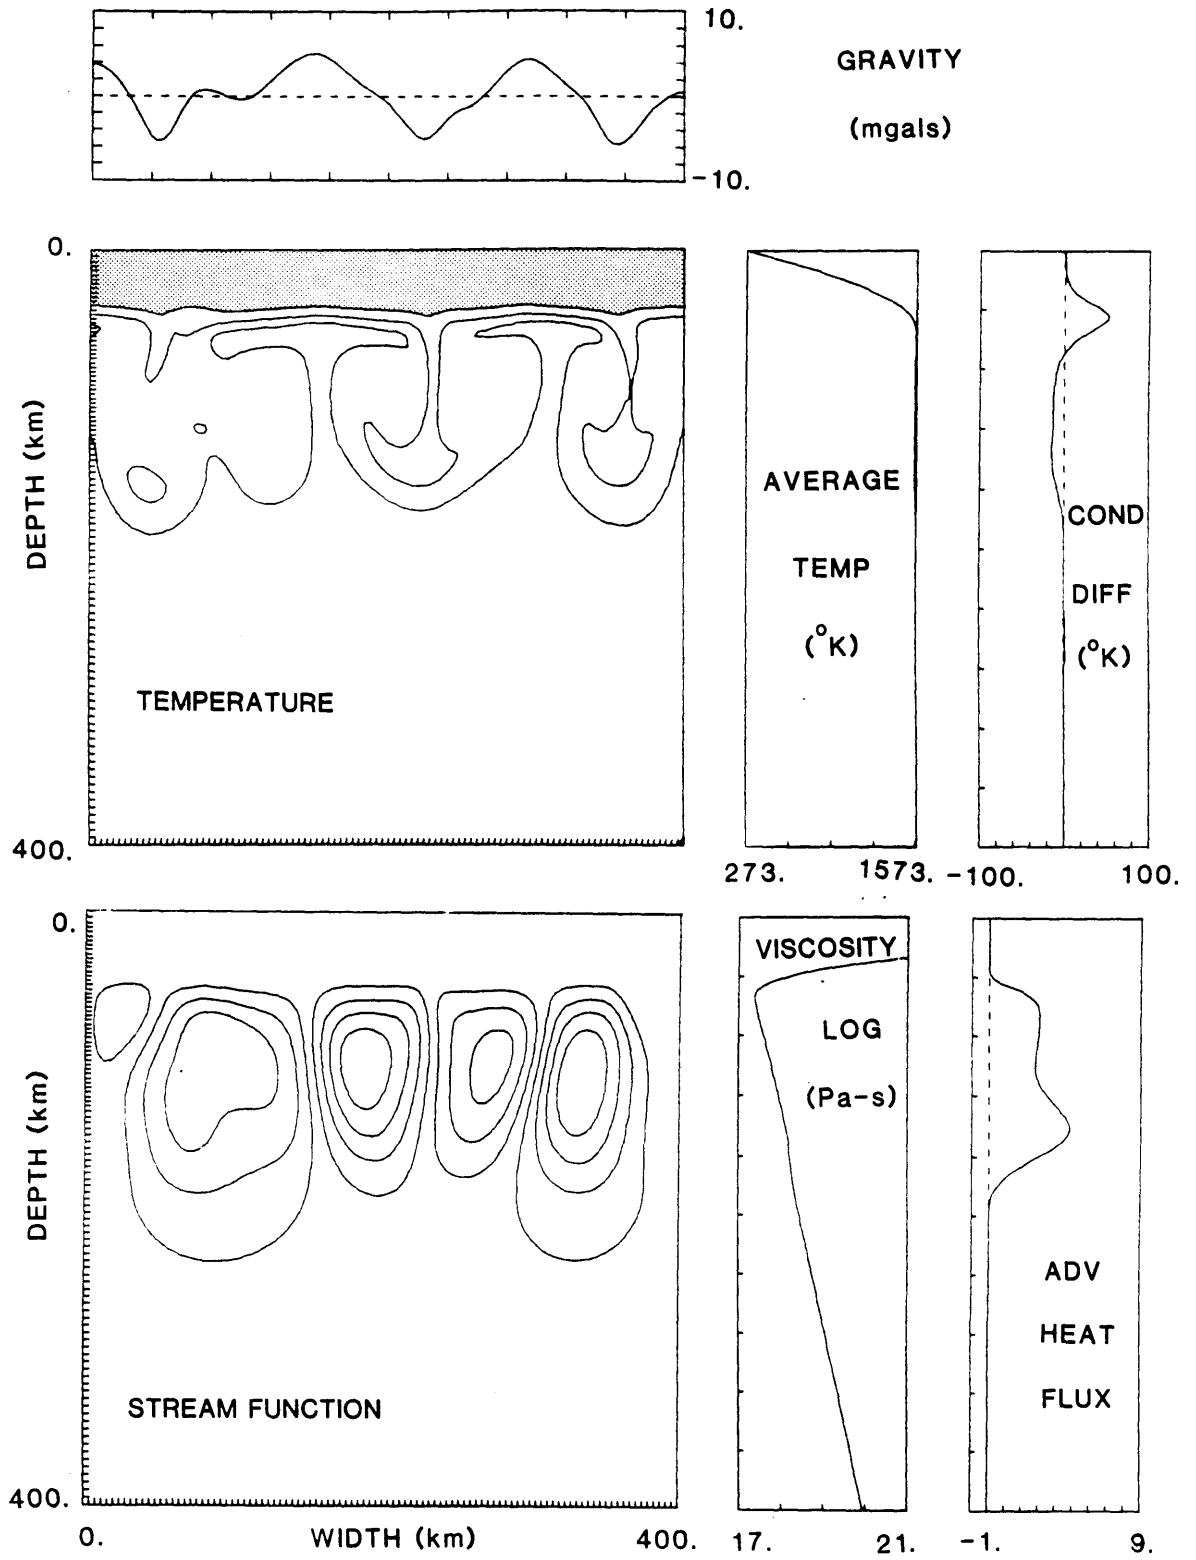 10.
GRAVITY
(mgals)
-10.
0.
DEPTH (km)
AVERAGE
TEMP
(°K)
COND
DIFF
(°K)
TEMPERATURE
400.
273.
1573.
-100.
100.
0.
DEPTH (km)
VISCOSITY
LOG
(Pa-s)
ADV
HEAT
FLUX
STREAM FUNCTION
400.
0.
WIDTH (km)
400.
17.
21.
-1.
9.